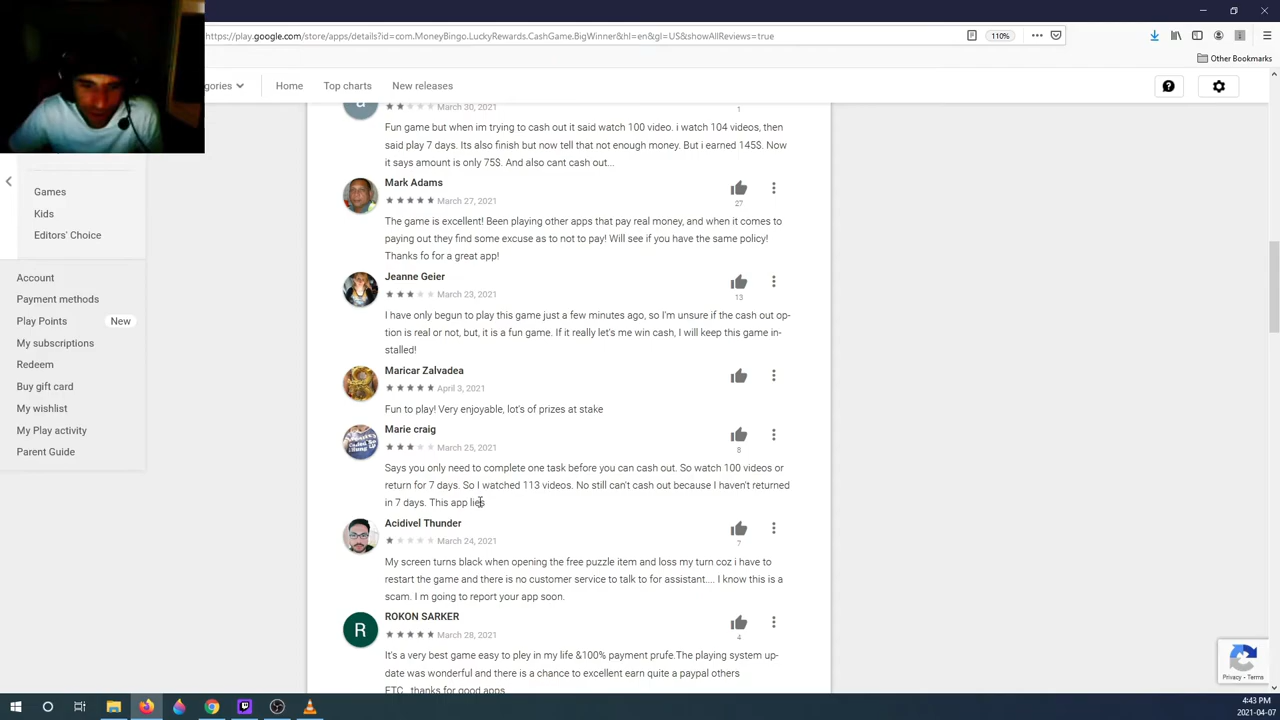 https://play.google.com/store/apps/details?id=com.MoneyBingo.LuckyRewards.CashGame.BigWinner&hl=en&gl=US&showAllReviews=true
110%
Other Bookmarks
gories
Home
Top charts
New releases
Games
Kids
Editors' Choice
Account
Payment methods
Play Points
New
My subscriptions
Redeem
Buy gift card
My wishlist
My Play activity
Parent Guide
March 30, 2021
1
Fun game but when im trying to cash out it said watch 100 video. i watch 104 videos, then
said play 7 days. Its also finish but now tell that not enough money. But i earned 145$. Now
it says amount is only 75$. And also cant cash out...
Mark Adams
March 27, 2021
27
The game is excellent! Been playing other apps that pay real money, and when it comes to
paying out they find some excuse as to not to pay! Will see if you have the same policy!
Thanks fo for a great app!
Jeanne Geier
March 23, 2021
13
I have only begun to play this game just a few minutes ago, so I'm unsure if the cash out op-
tion is real or not, but, it is a fun game. If it really let's me win cash, I will keep this game in-
stalled!
Maricar Zalvadea
April 3, 2021
Fun to play! Very enjoyable, lot's of prizes at stake
Marie craig
March 25, 2021
8
Says you only need to complete one task before you can cash out. So watch 100 videos or
return for 7 days. So I watched 113 videos. No still can't cash out because I haven't returned
in 7 days. This app lies
Acidivel Thunder
March 24, 2021
7
My screen turns black when opening the free puzzle item and loss my turn coz i have to
restart the game and there is no customer service to talk to for assistant.... I know this is a
scam. I m going to report your app soon.
R
ROKON SARKER
March 28, 2021
4
It's a very best game easy to pley in my life &100% payment prufe.The playing system up-
date was wonderful and there is a chance to excellent earn quite a paypal others
ETC...thanks for good apps
Privacy - Terms
4:43 PM
2021-04-07